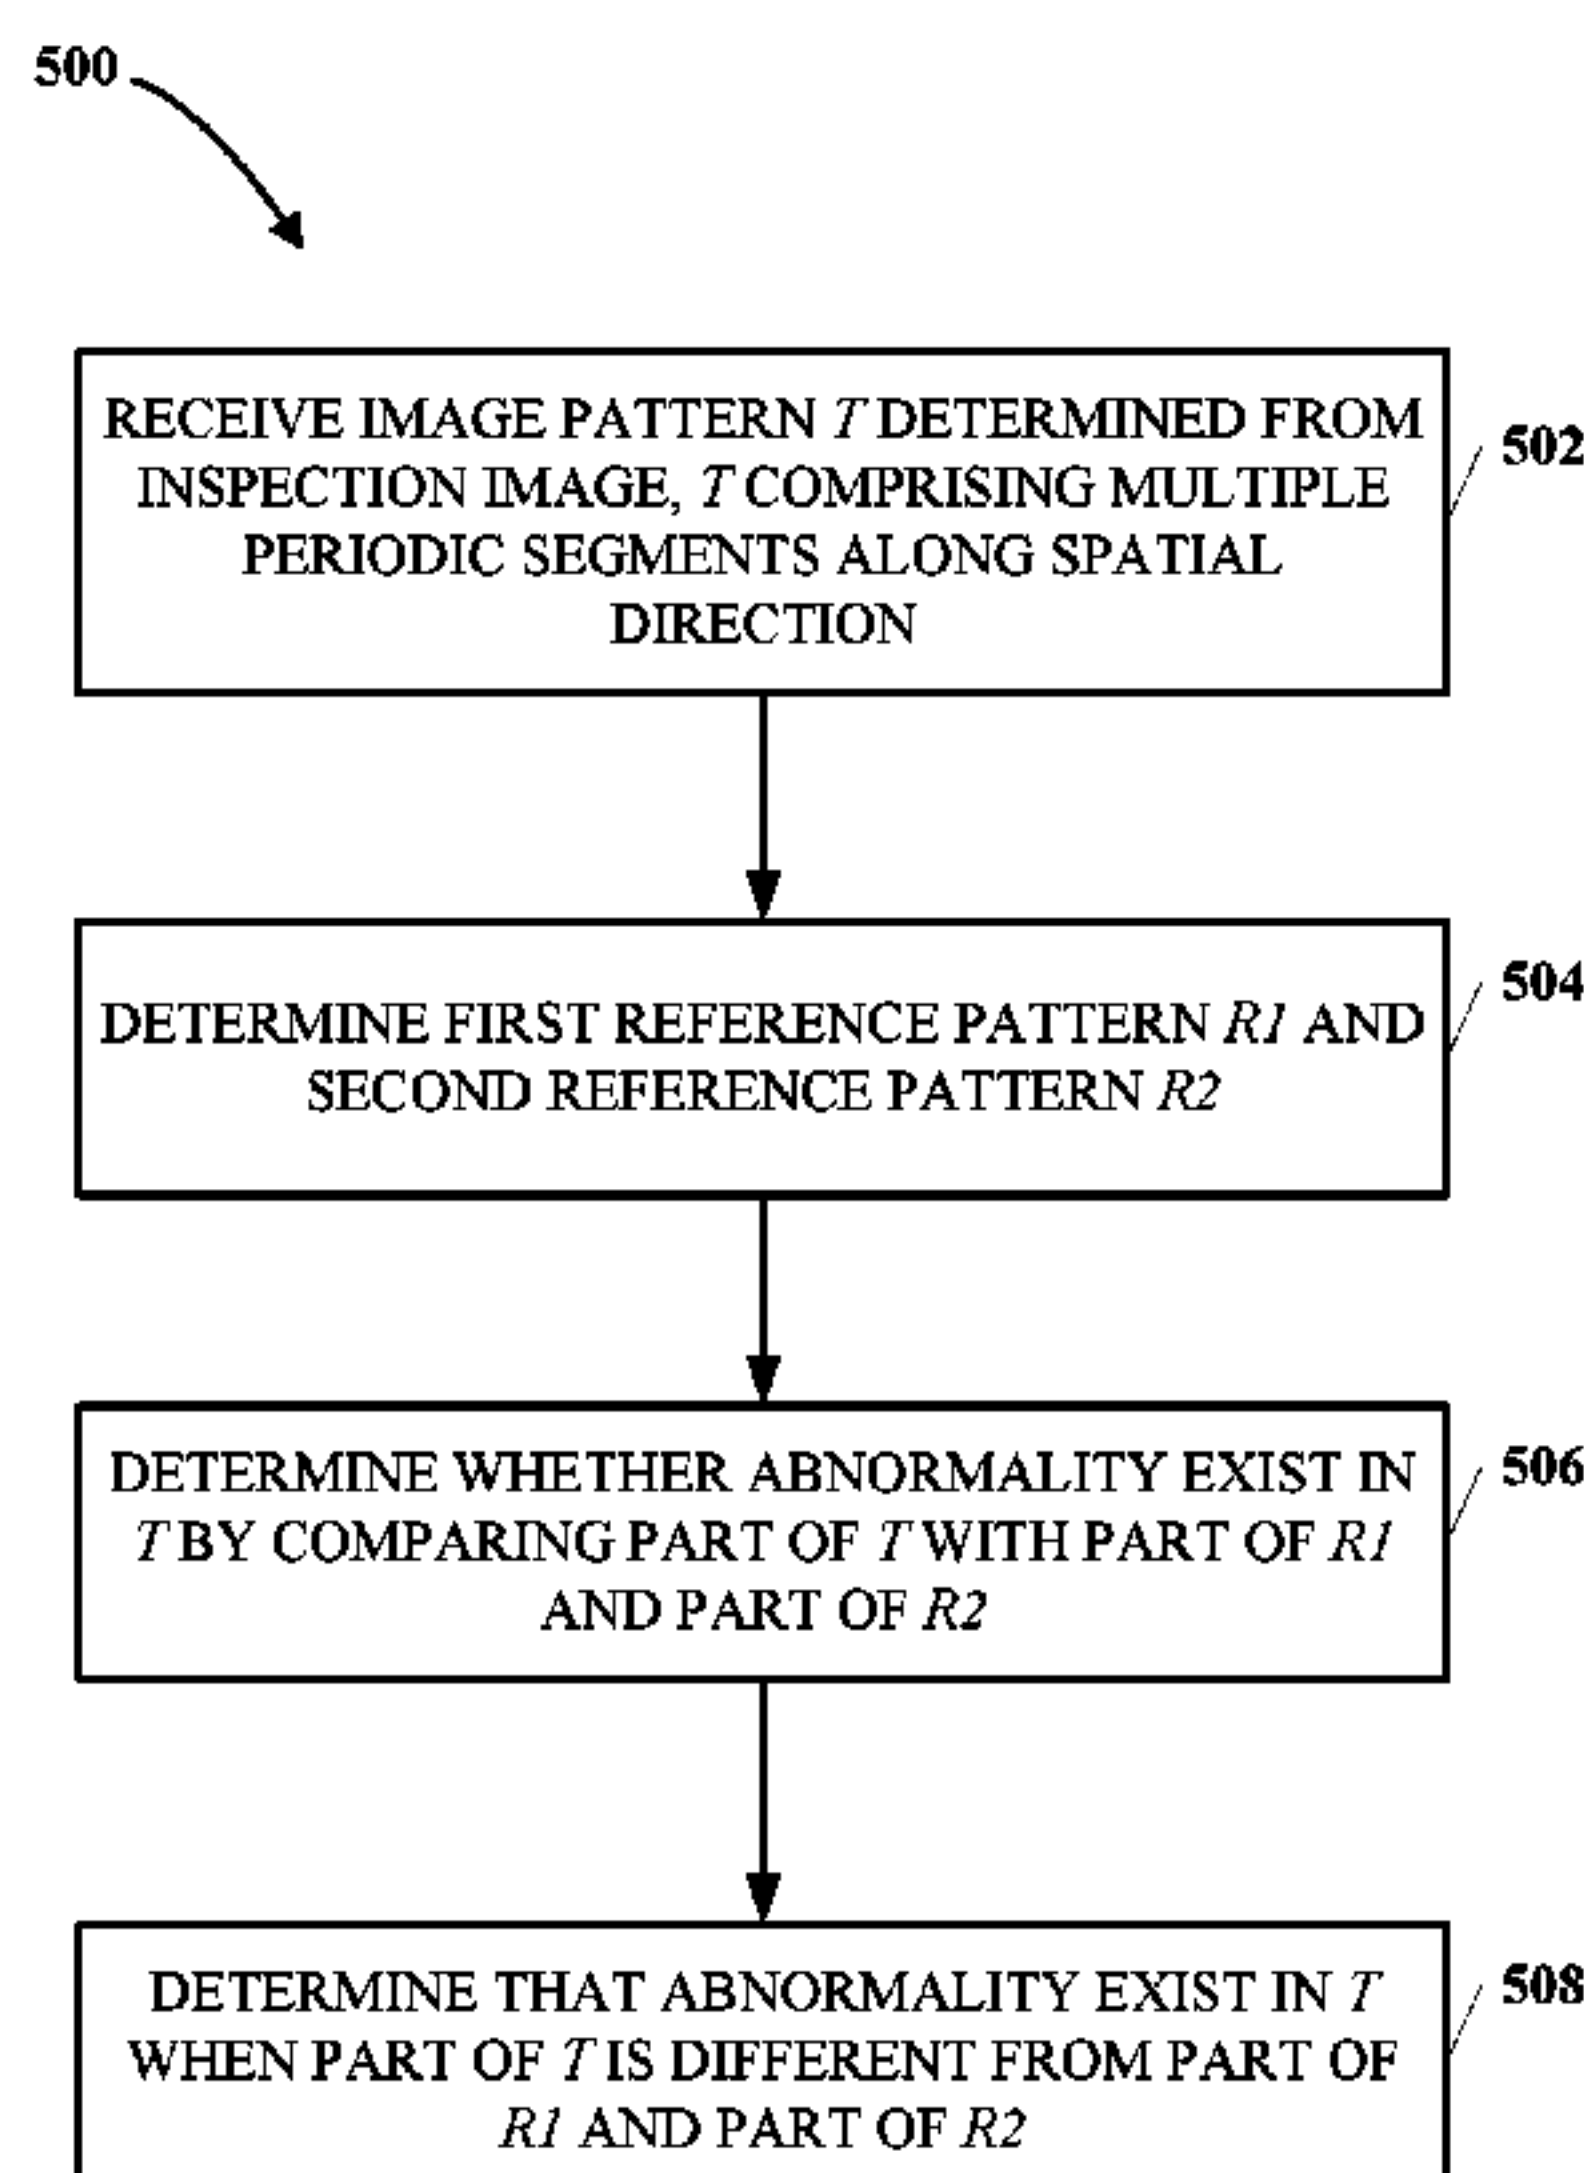 500
RECEIVE IMAGE PATTERN T DETERMINED FROM
INSPECTION IMAGE, T COMPRISING MULTIPLE
PERIODIC SEGMENTS ALONG SPATIAL
DIRECTION
502
DETERMINE FIRST REFERENCE PATTERN R1 AND
SECOND REFERENCE PATTERN R2
504
DETERMINE WHETHER ABNORMALITY EXIST IN
T BY COMPARING PART OF T WITH PART OF R1
AND PART OF R2
506
DETERMINE THAT ABNORMALITY EXIST IN T
WHEN PART OF T IS DIFFERENT FROM PART OF
R1 AND PART OF R2
508